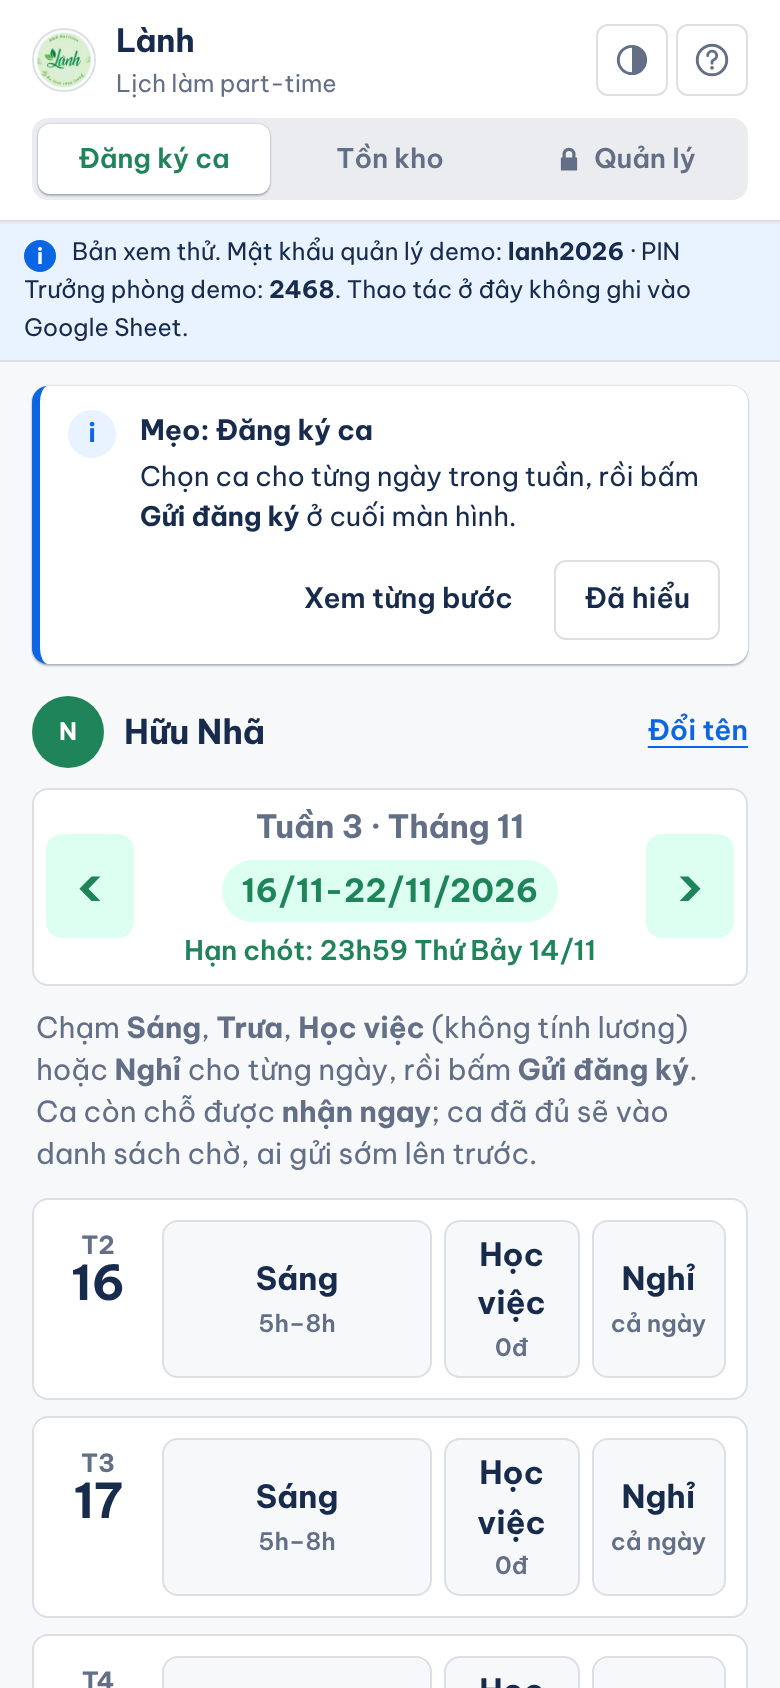 Lành
Lành
Lịch làm part-time
Đăng ký ca
Tồn kho
Quản lý
Bản xem thử. Mật khẩu quản lý demo: lanh2026 · PIN
Trưởng phòng demo: 2468. Thao tác ở đây không ghi vào
Google Sheet.
Mẹo: Đăng ký ca
Chọn ca cho từng ngày trong tuần, rồi bấm
Gửi đăng ký ở cuối màn hình.
Xem từng bước
Đã hiểu
N
Hữu Nhã
Đổi tên
Tuần 3 · Tháng 11
16/11-22/11/2026
Hạn chót: 23h59 Thứ Bảy 14/11
Chạm Sáng, Trưa, Học việc (không tính lương)
hoặc Nghỉ cho từng ngày, rồi bấm Gửi đăng ký.
Ca còn chỗ được nhận ngay; ca đã đủ sẽ vào
danh sách chờ, ai gửi sớm lên trước.
T2
16
Sáng
5h–8h
Học
việc
0đ
Nghỉ
cả ngày
T3
17
Sáng
5h–8h
Học
việc
0đ
Nghỉ
cả ngày
T4